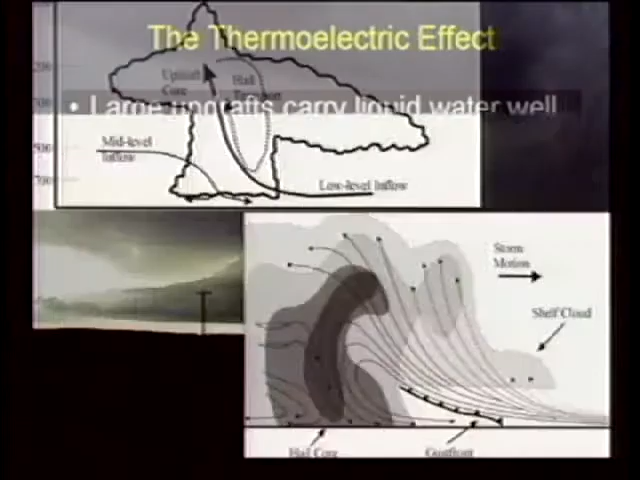 The Thermoelectric Effect
Updraft
Core
Hail
• Large updrafts carry liquid water well
Mid-level
Inflow
Low-level Inflow
Storm
Motion
Shelf Cloud
Hail Core
Gustfront